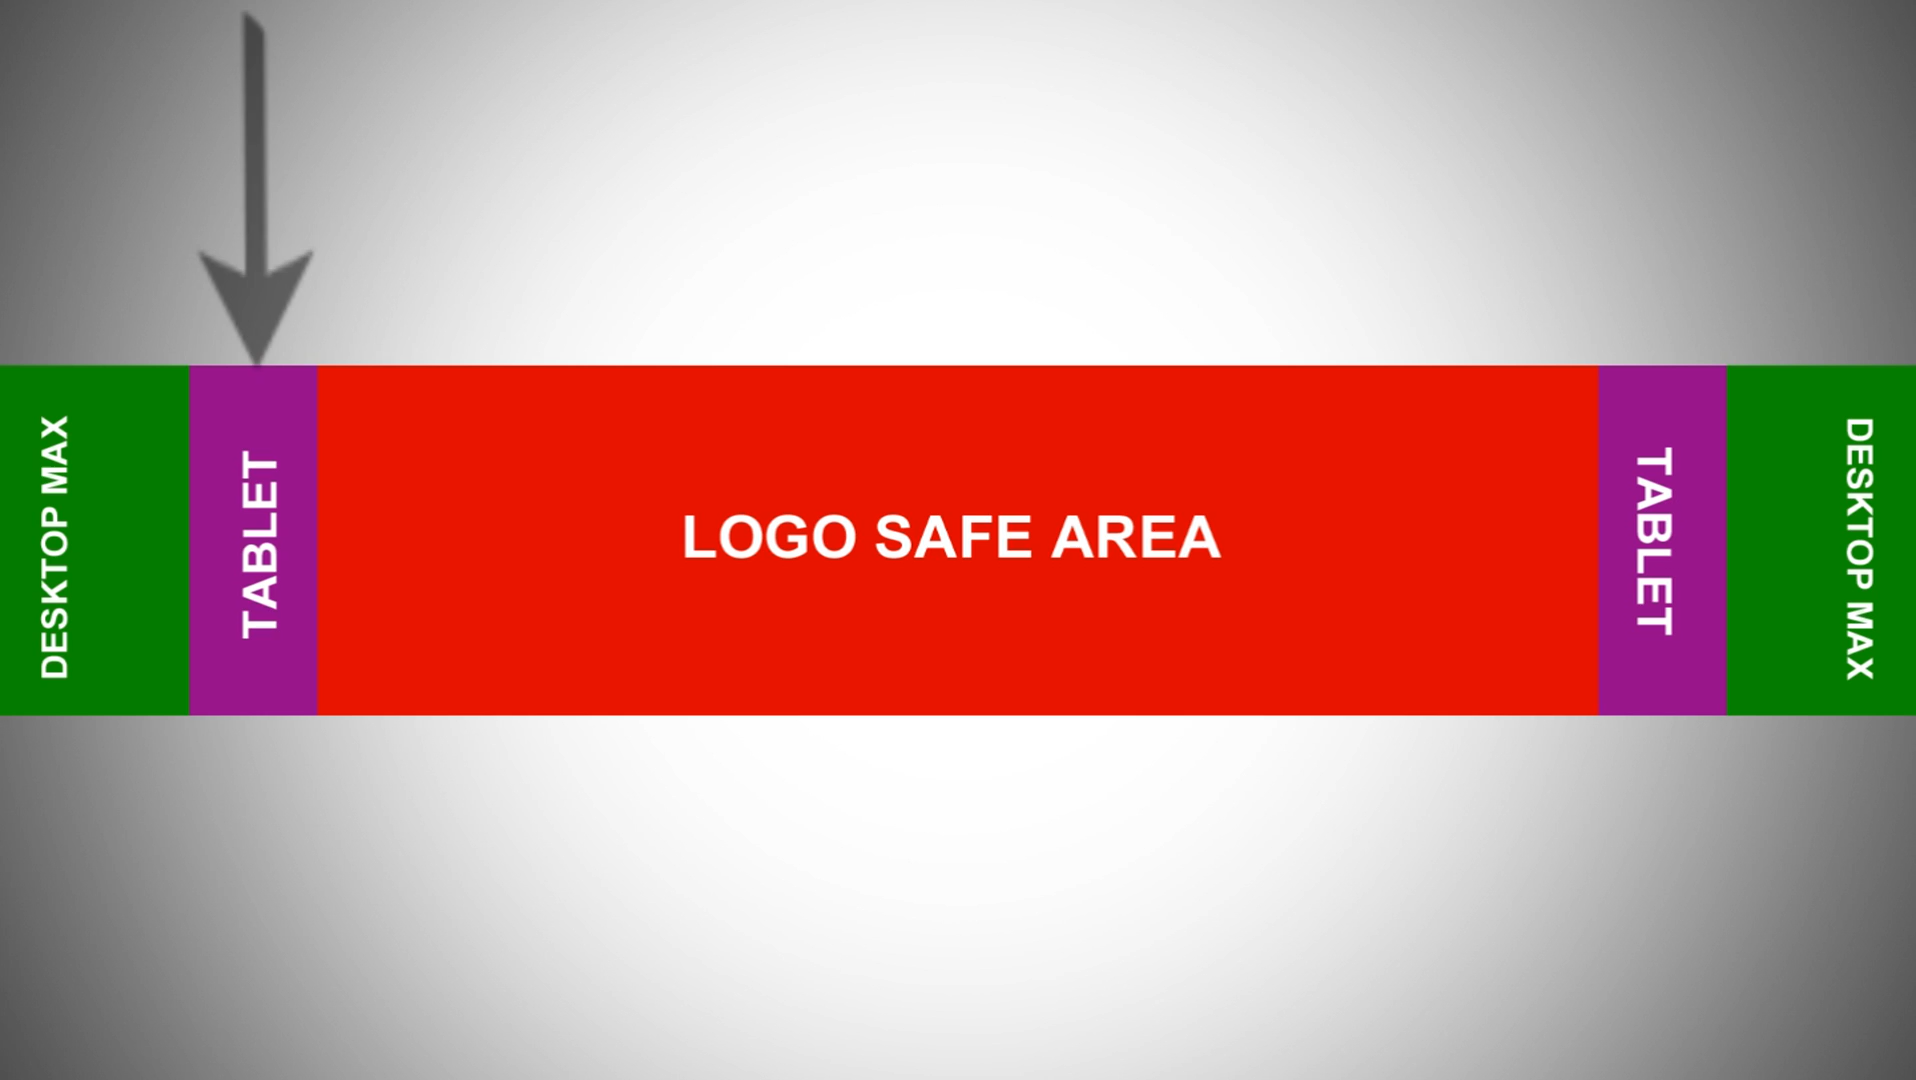 DESKTOP MAX
TABLET
LOGO SAFE AREA
TABLET
DESKTOP MAX